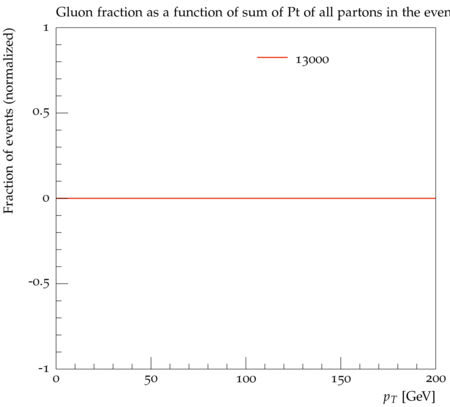 Gluon fraction as a function of sum of Pt of all partons in the even
Fraction of events (normalized)
13000
1
0.5
0
-0.5
-1
0 50 100 150 200
pT [GeV]